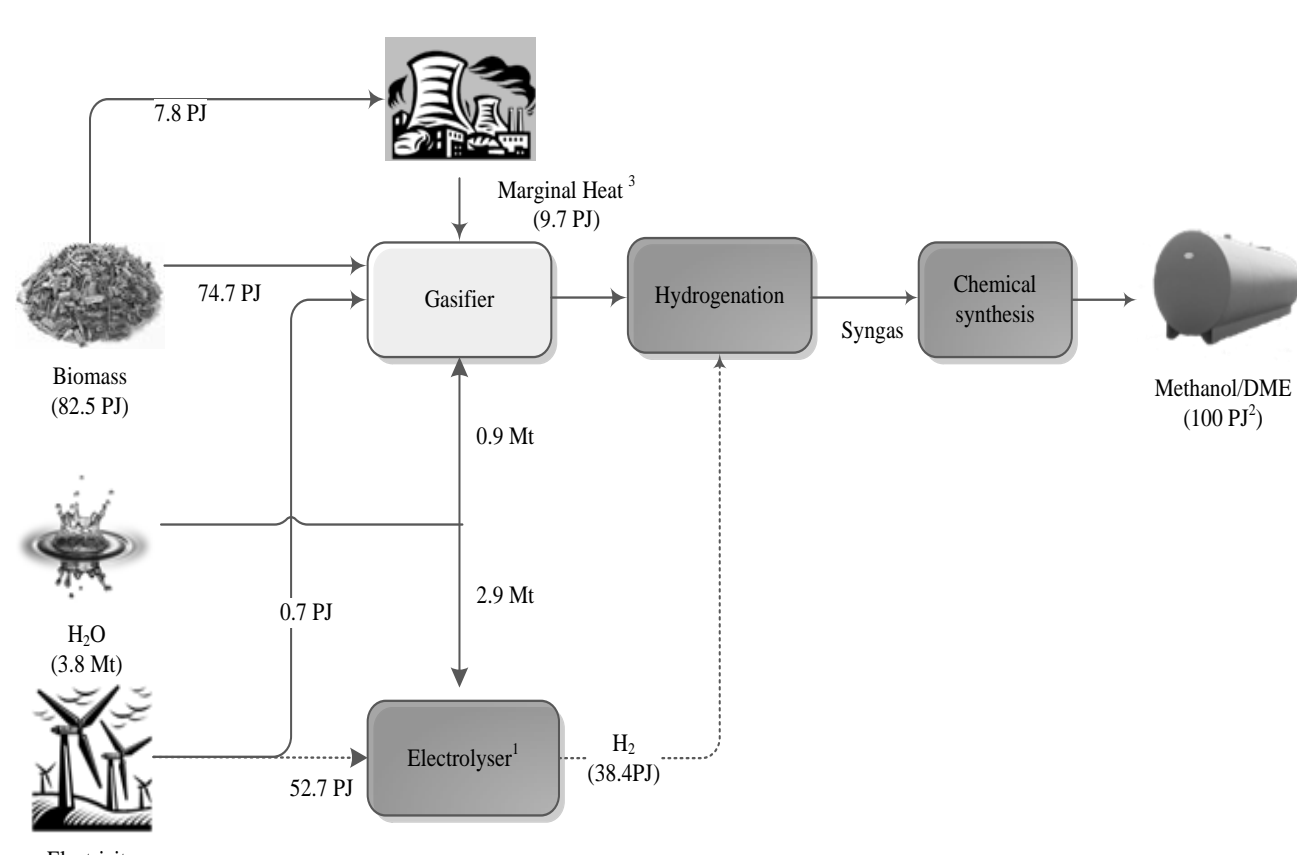 7.8 PJ
Marginal Heat 3
(9.7 PJ)
74.7 PJ
Gasifier
Hydrogenation
Chemical
synthesis
Syngas
Biomass
(82.5 PJ)
Methanol/DME
(100 PJ2)
0.9 Mt
2.9 Mt
0.7 PJ
H2O
(3.8 Mt)
Electrolyser1
H2
(38.4PJ)
52.7 PJ